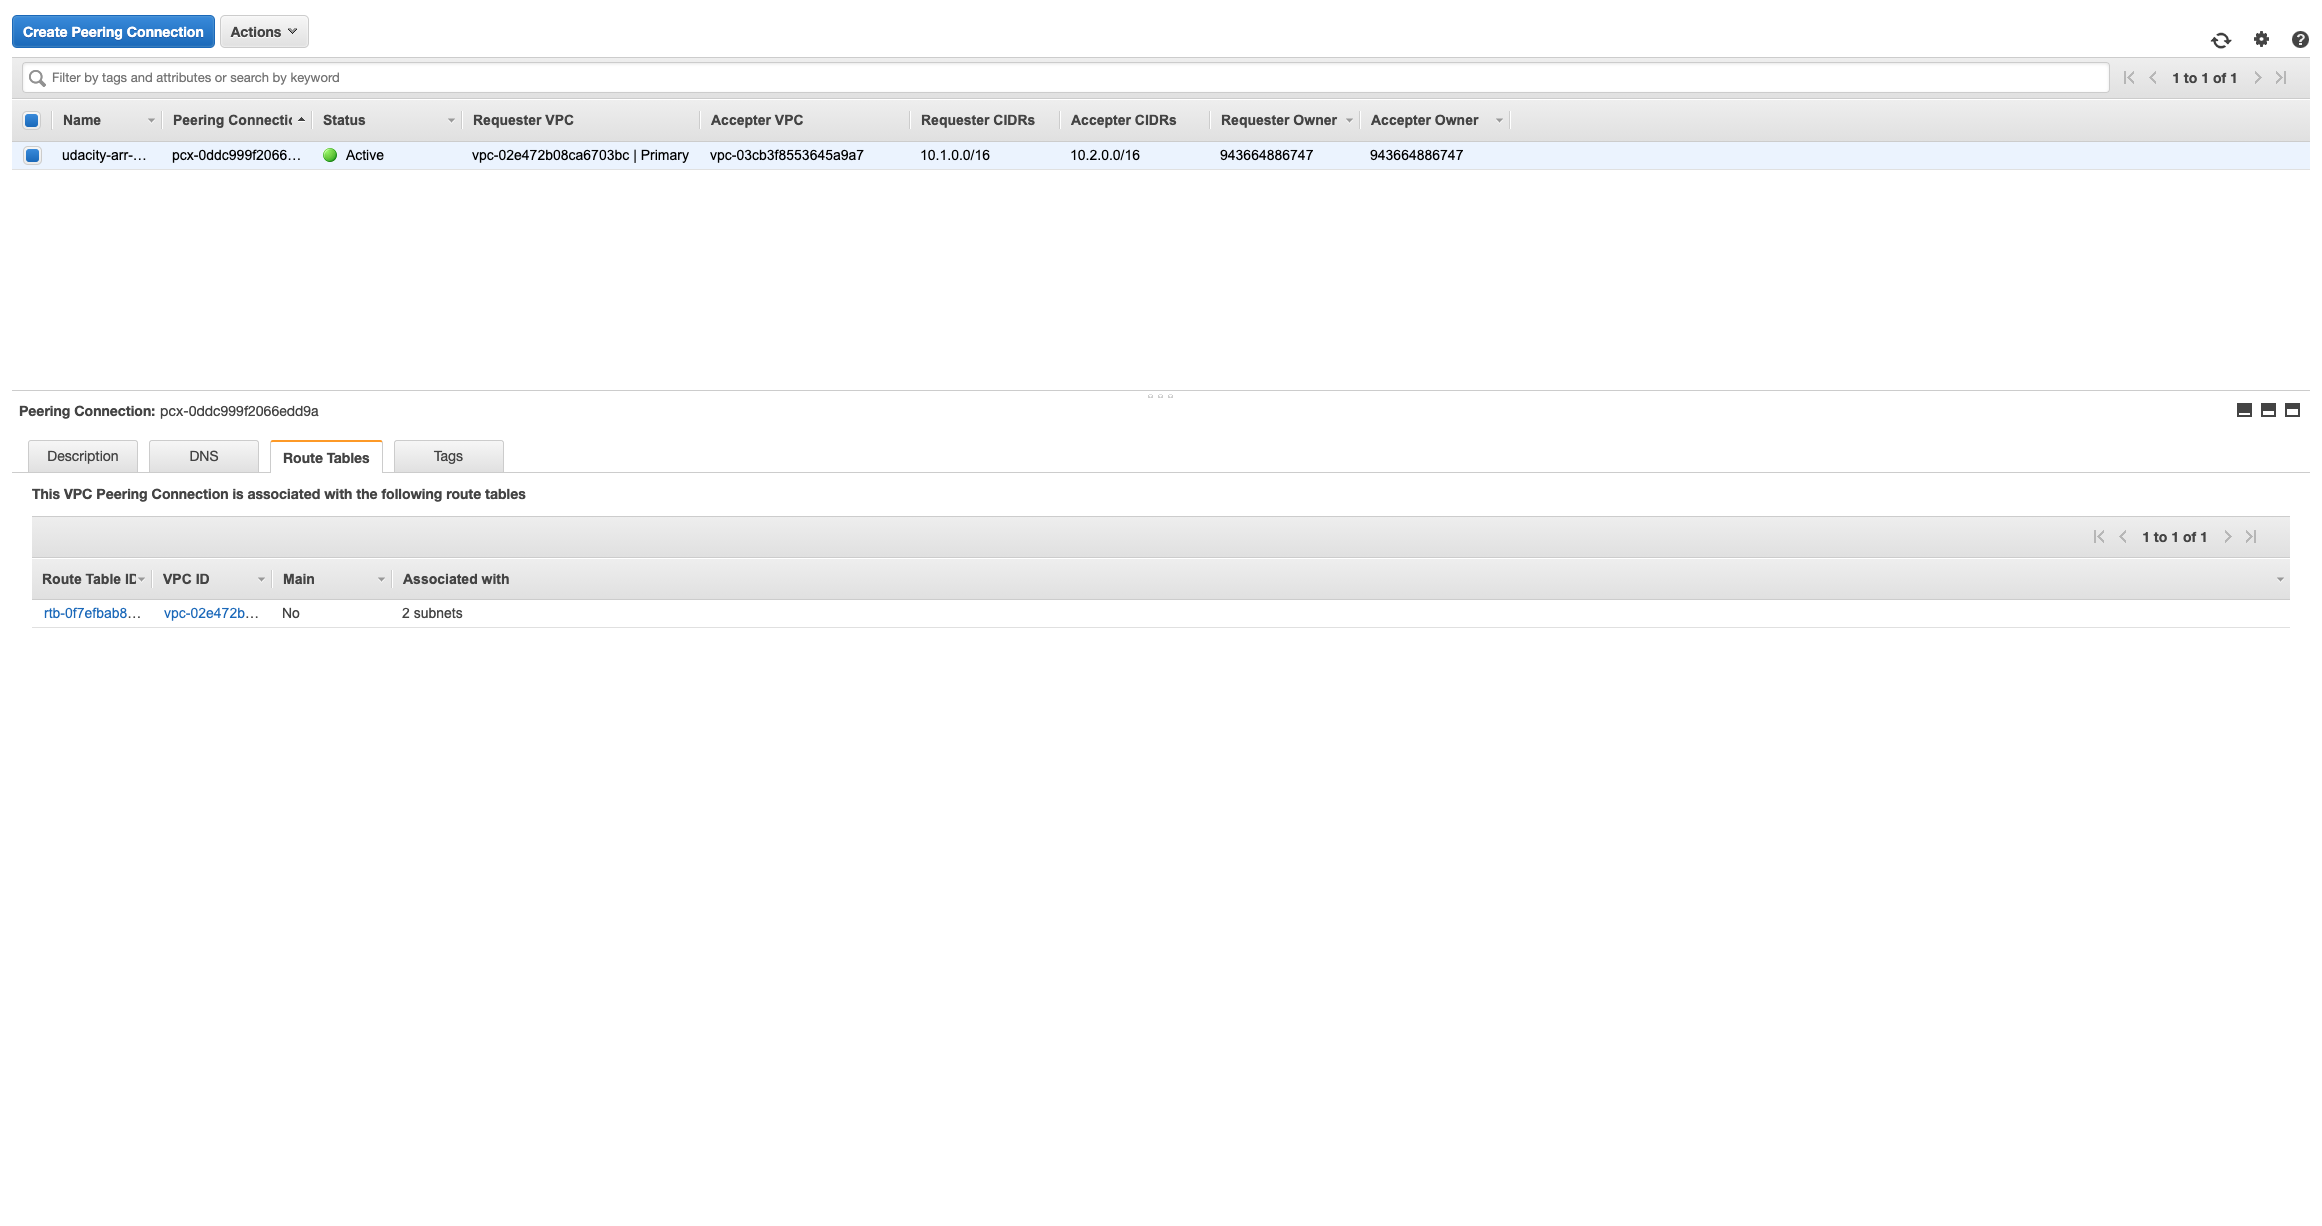 Create Peering Connection Actions
Filter by tags and attributes or search by keyword 1 to 1 of 1
Name Peering Connectic Status Requester VPC Accepter VPC Requester CIDRs Accepter CIDRs Requester Owner Accepter Owner
udacity-arr-... pcx-0ddc999f2066... Active vpc-02e472b08ca6703bc | Primary vpc-03cb3f8553645a9a7 10.1.0.0/16 10.2.0.0/16 943664886747 943664886747
Peering Connection: pcx-0ddc999f2066edd9a
Description DNS Route Tables Tags
This VPC Peering Connection is associated with the following route tables
1 to 1 of 1
Route Table ID VPC ID Main Associated with
rtb-0f7efbab8... vpc-02e472b... No 2 subnets